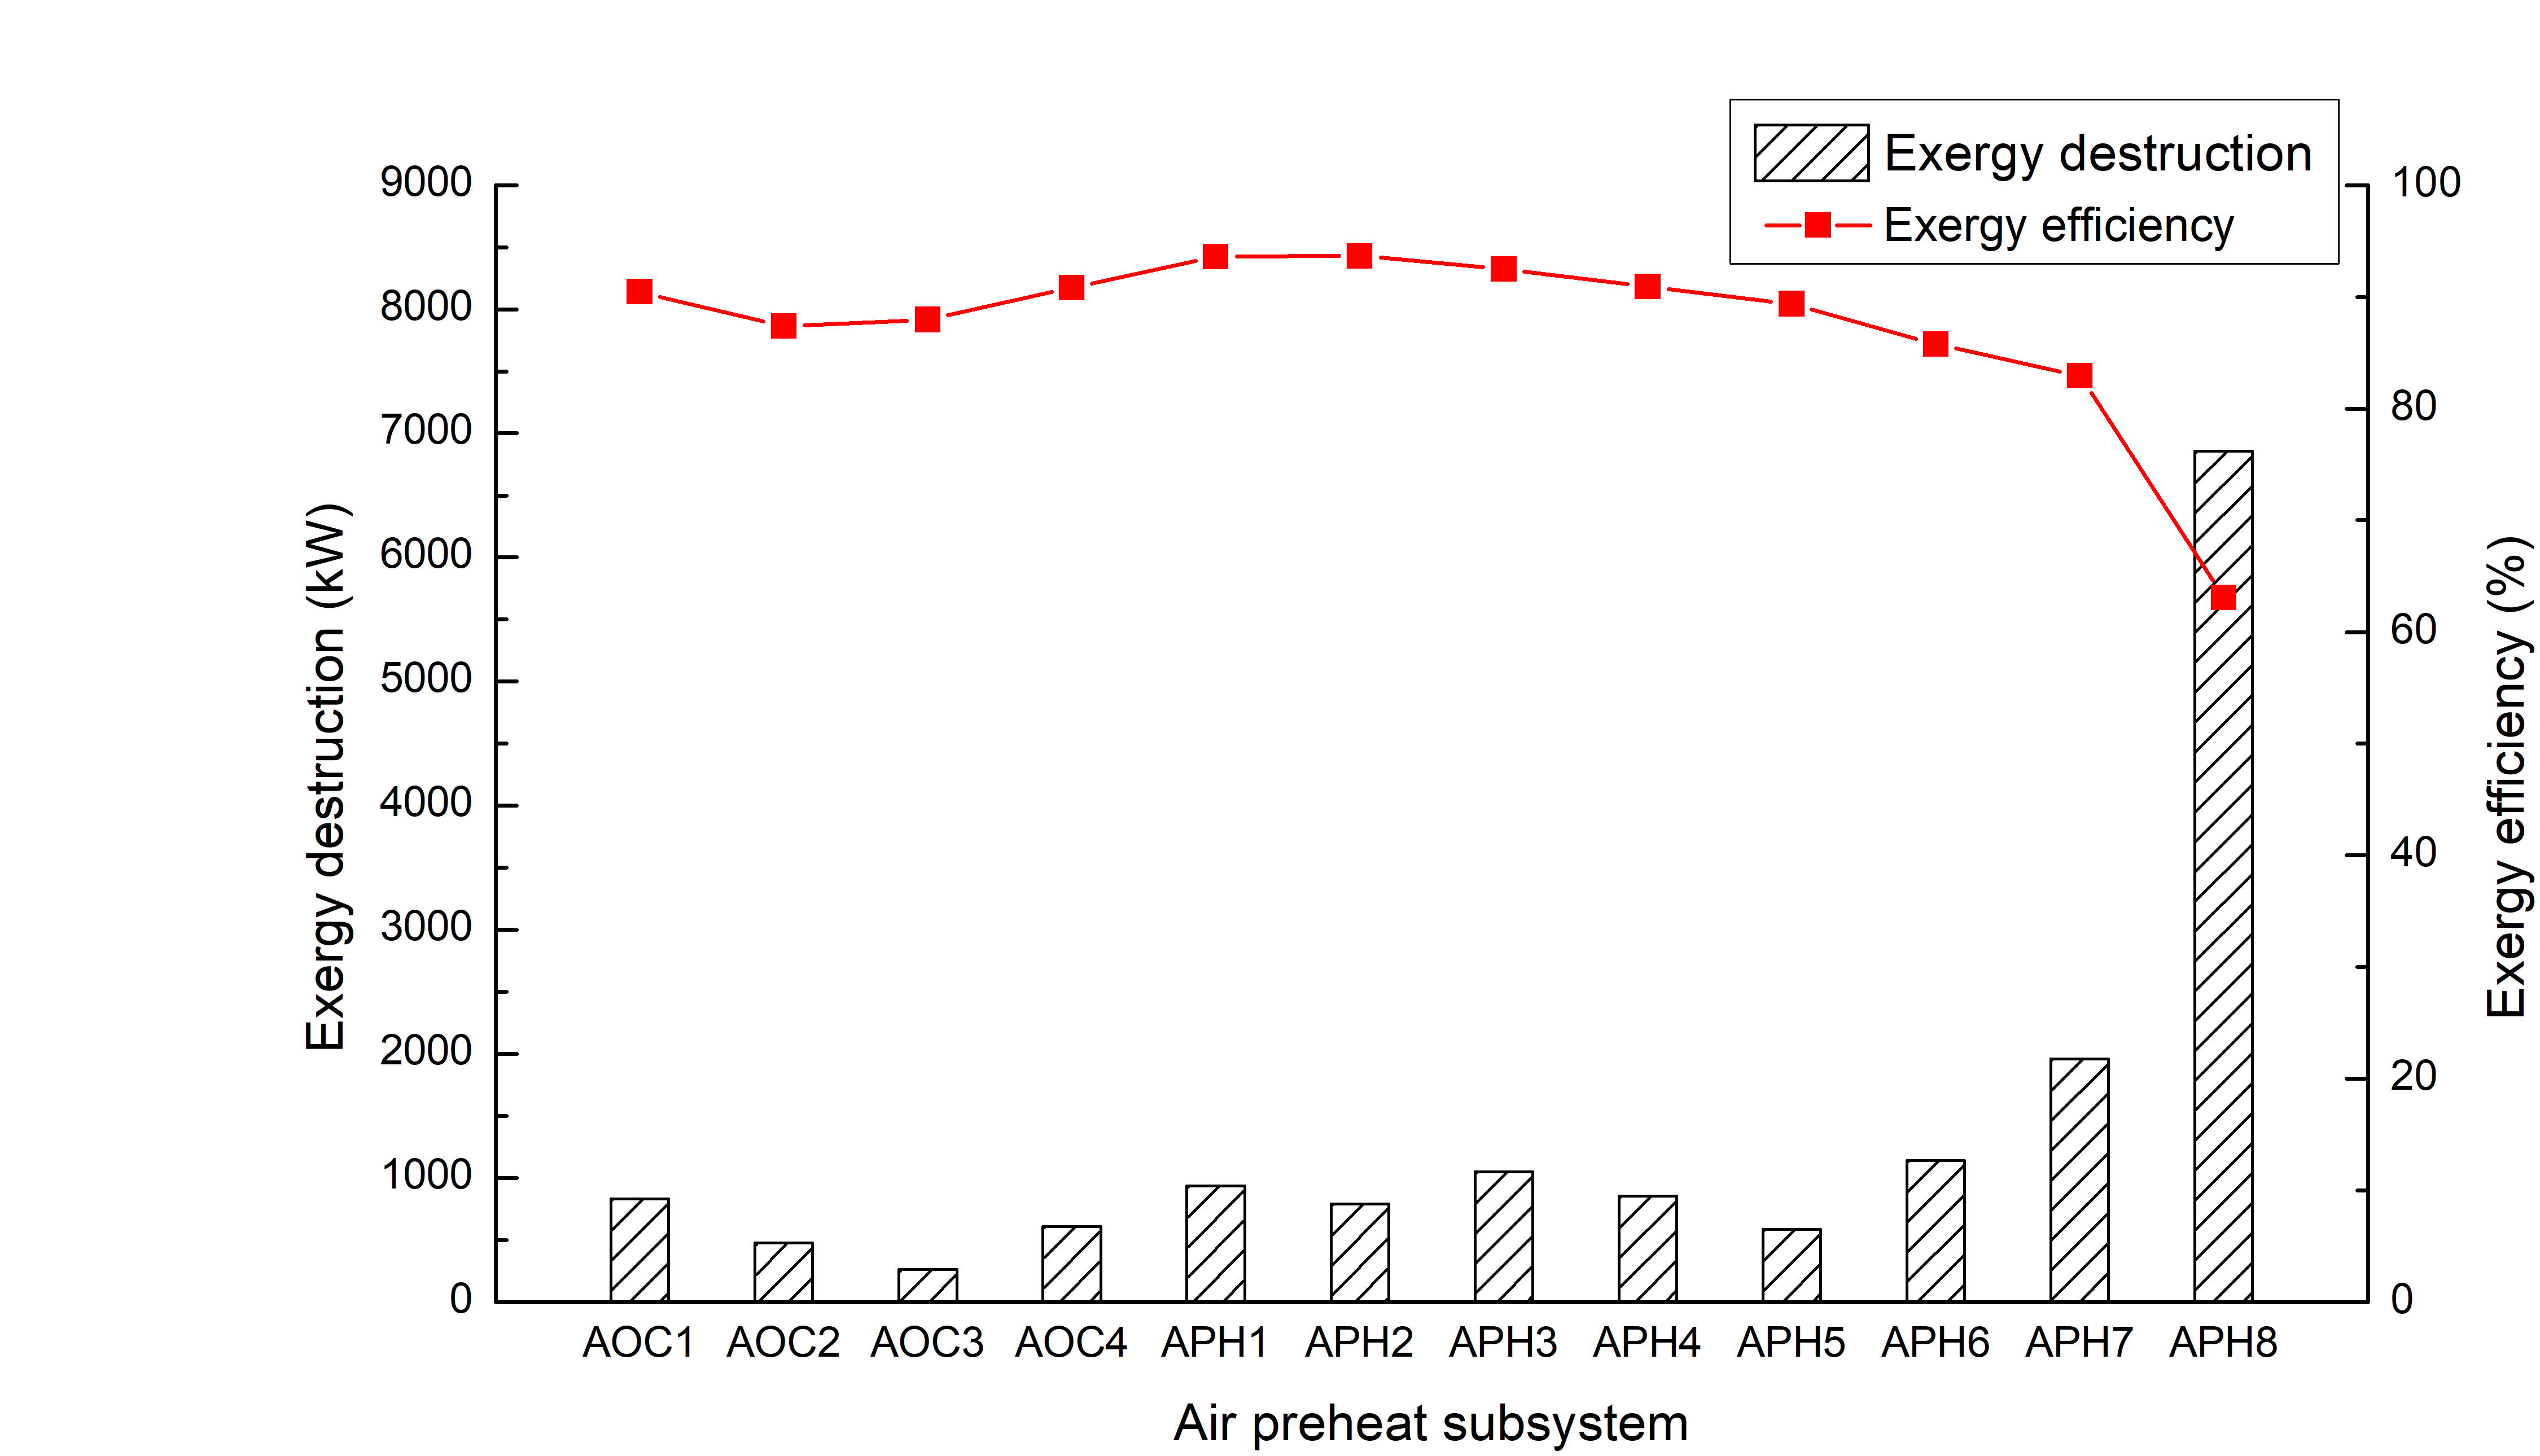 Exergy destruction
Exergy efficiency
9000
8000
7000
6000
5000
4000
3000
2000
1000
0
Exergy destruction (kW)
100
80
60
40
20
0
Exergy efficiency (%)
AOC1 AOC2 AOC3 AOC4 APH1 APH2 APH3 APH4 APH5 APH6 APH7 APH8
Air preheat subsystem